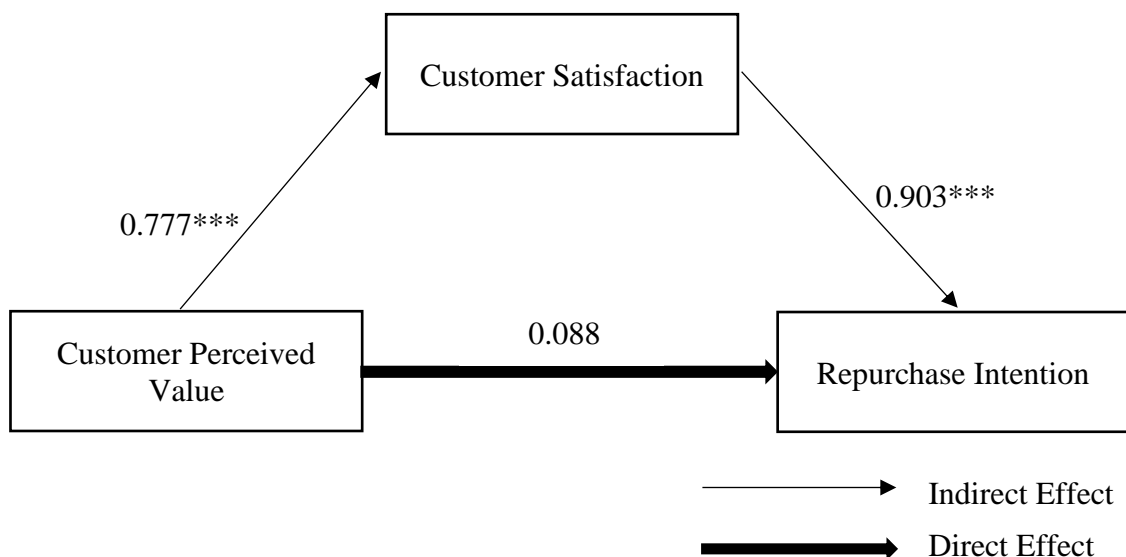 Customer Satisfaction
0.777***
0.903***
0.088
Customer Perceived
Value
Repurchase Intention
Indirect Effect
Direct Effect